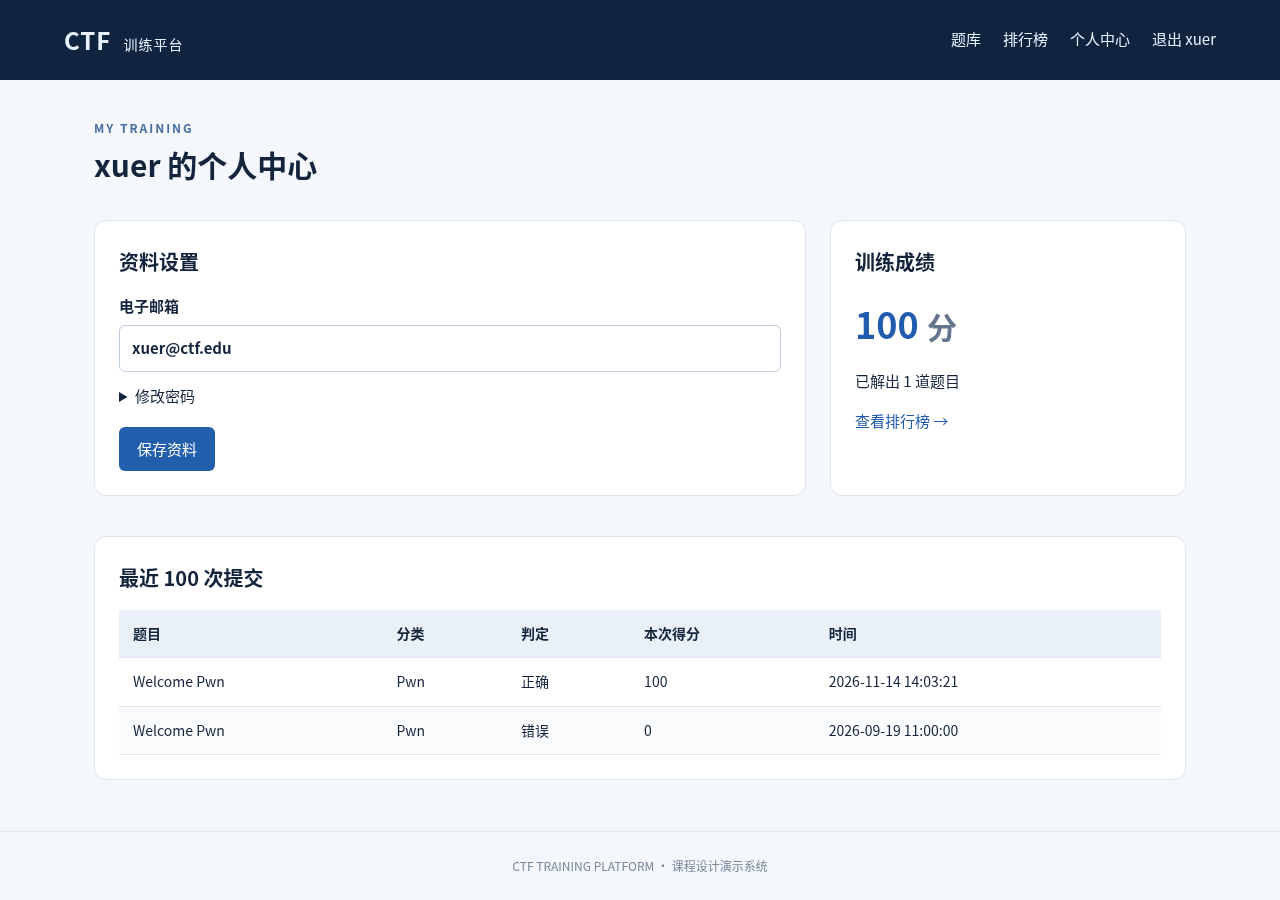 CTF 训练平台
题库 排行榜 个人中心 退出 xuer
MY TRAINING
xuer 的个人中心
资料设置
电子邮箱
xuer@ctf.edu
修改密码
保存资料
训练成绩
100 分
已解出 1 道题目
查看排行榜 →
最近 100 次提交
题目 分类 判定 本次得分 时间
Welcome Pwn Pwn 正确 100 2026-11-14 14:03:21
Welcome Pwn Pwn 错误 0 2026-09-19 11:00:00
CTF TRAINING PLATFORM · 课程设计演示系统